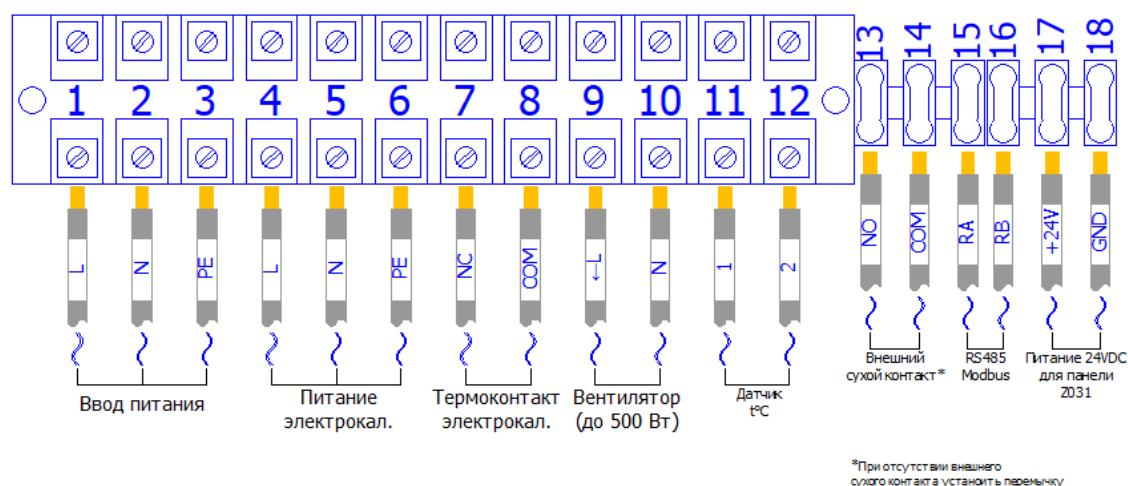 1 2 3 4 5 6 7 8 9 10 11 12 13 14 15 16 17 18
L N PE L N PE NC COM ←L N 1 2 NO COM RA RB +24V GND
Ввод питания
Питание
электрокал.
Термоконтакт
электрокал.
Вентилятор
(до 500 Вт)
Датчик
t°C
Внешний
сухой контакт*
RS485
Modbus
Питание 24VDC
для панели
Z031
*При отсутствии внешнего
сухого контакта установить перемычку